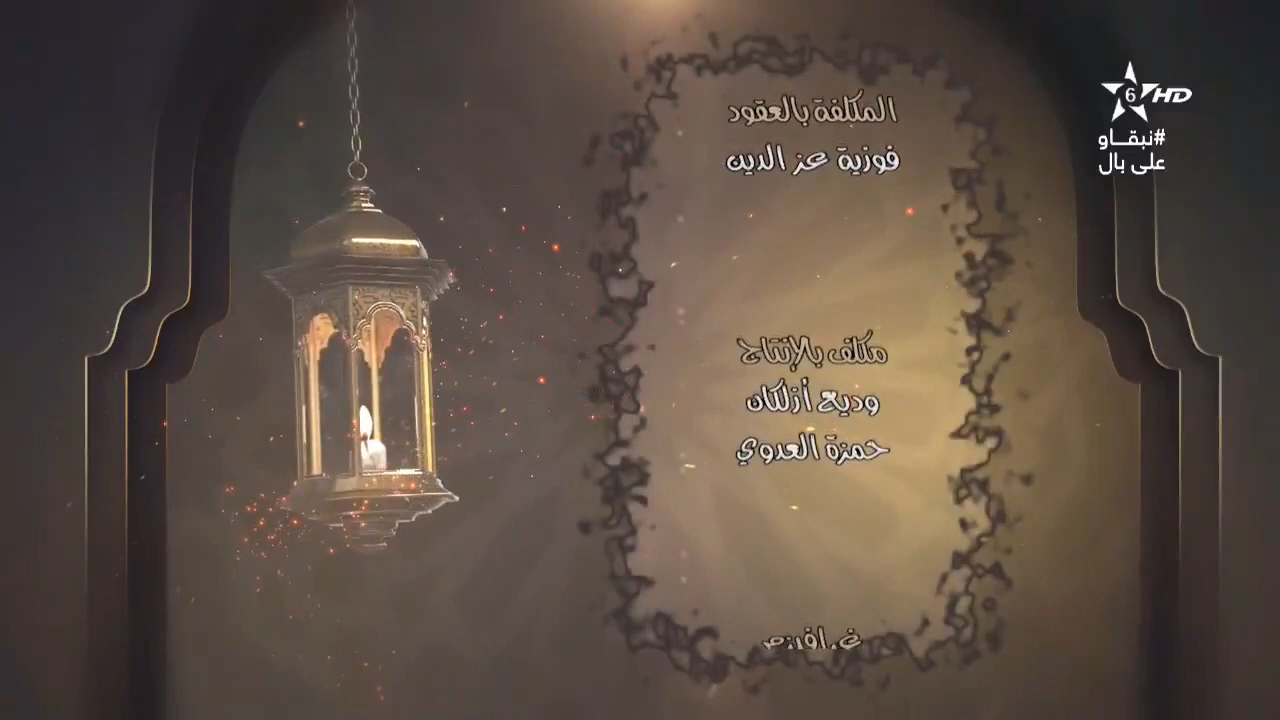 المكلفة بالعقود
فوزية عز الدين
مكلف بالإنتاج
وديع أزلكان
حمزة العدوي
6 HD
#نبقاو
على بال